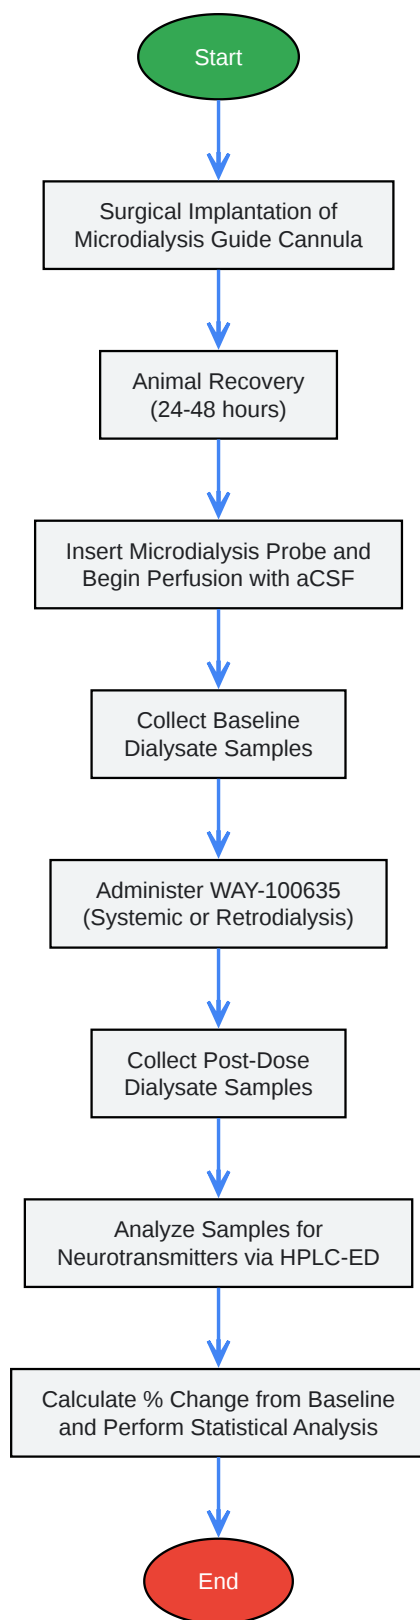 Start
Surgical Implantation of
Microdialysis Guide Cannula
Animal Recovery
(24-48 hours)
Insert Microdialysis Probe and
Begin Perfusion with aCSF
Collect Baseline
Dialysate Samples
Administer WAY-100635
(Systemic or Retrodialysis)
Collect Post-Dose
Dialysate Samples
Analyze Samples for
Neurotransmitters via HPLC-ED
Calculate % Change from Baseline
and Perform Statistical Analysis
End